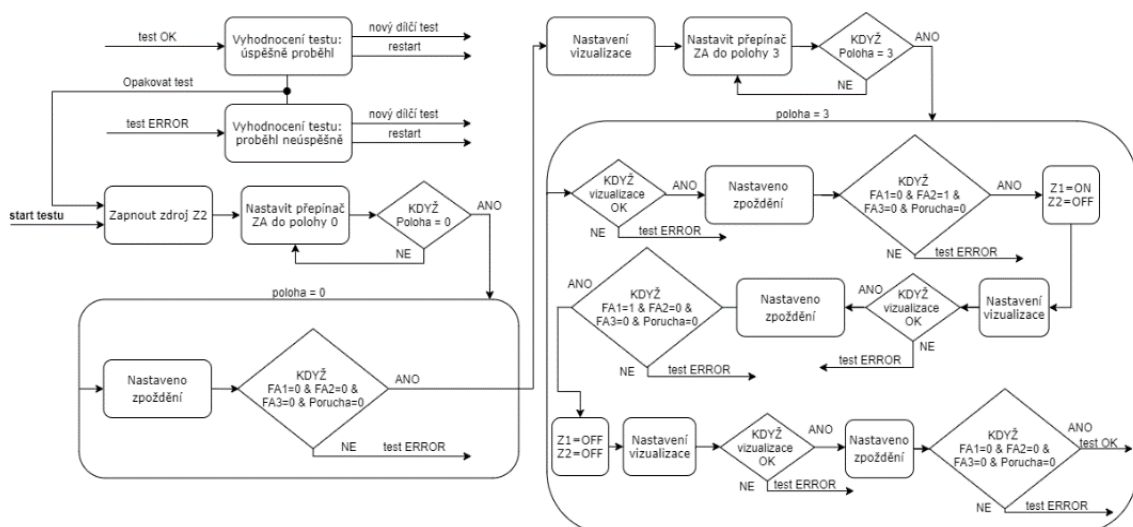 test OK
Vyhodnocení testu:
úspěšně proběhl
nový dílčí test
restart
Opakovat test
test ERROR
Vyhodnocení testu:
proběhl neúspěšně
nový dílčí test
restart
start testu
Zapnout zdroj Z2
Nastavit přepínač
ZA do polohy 0
KDYŽ
Poloha = 0
ANO
NE
poloha = 0
Nastaveno
zpoždění
KDYŽ
FA1=0 & FA2=0 &
FA3=0 & Porucha=0
ANO
NE
test ERROR
Nastavení
vizualizace
Nastavit přepínač
ZA do polohy 3
KDYŽ
Poloha = 3
ANO
NE
poloha = 3
KDYŽ
vizualizace
OK
ANO
NE
test ERROR
Nastaveno
zpoždění
KDYŽ
FA1=0 & FA2=1 &
FA3=0 & Porucha=0
ANO
NE
test ERROR
Z1=ON
Z2=OFF
Nastavení
vizualizace
KDYŽ
vizualizace
OK
ANO
NE
test ERROR
Nastaveno
zpoždění
KDYŽ
FA1=1 & FA2=0 &
FA3=0 & Porucha=0
ANO
NE
test ERROR
Z1=OFF
Z2=OFF
Nastavení
vizualizace
KDYŽ
vizualizace
OK
ANO
NE
test ERROR
Nastaveno
zpoždění
KDYŽ
FA1=0 & FA2=0 &
FA3=0 & Porucha=0
ANO
test OK
NE
test ERROR